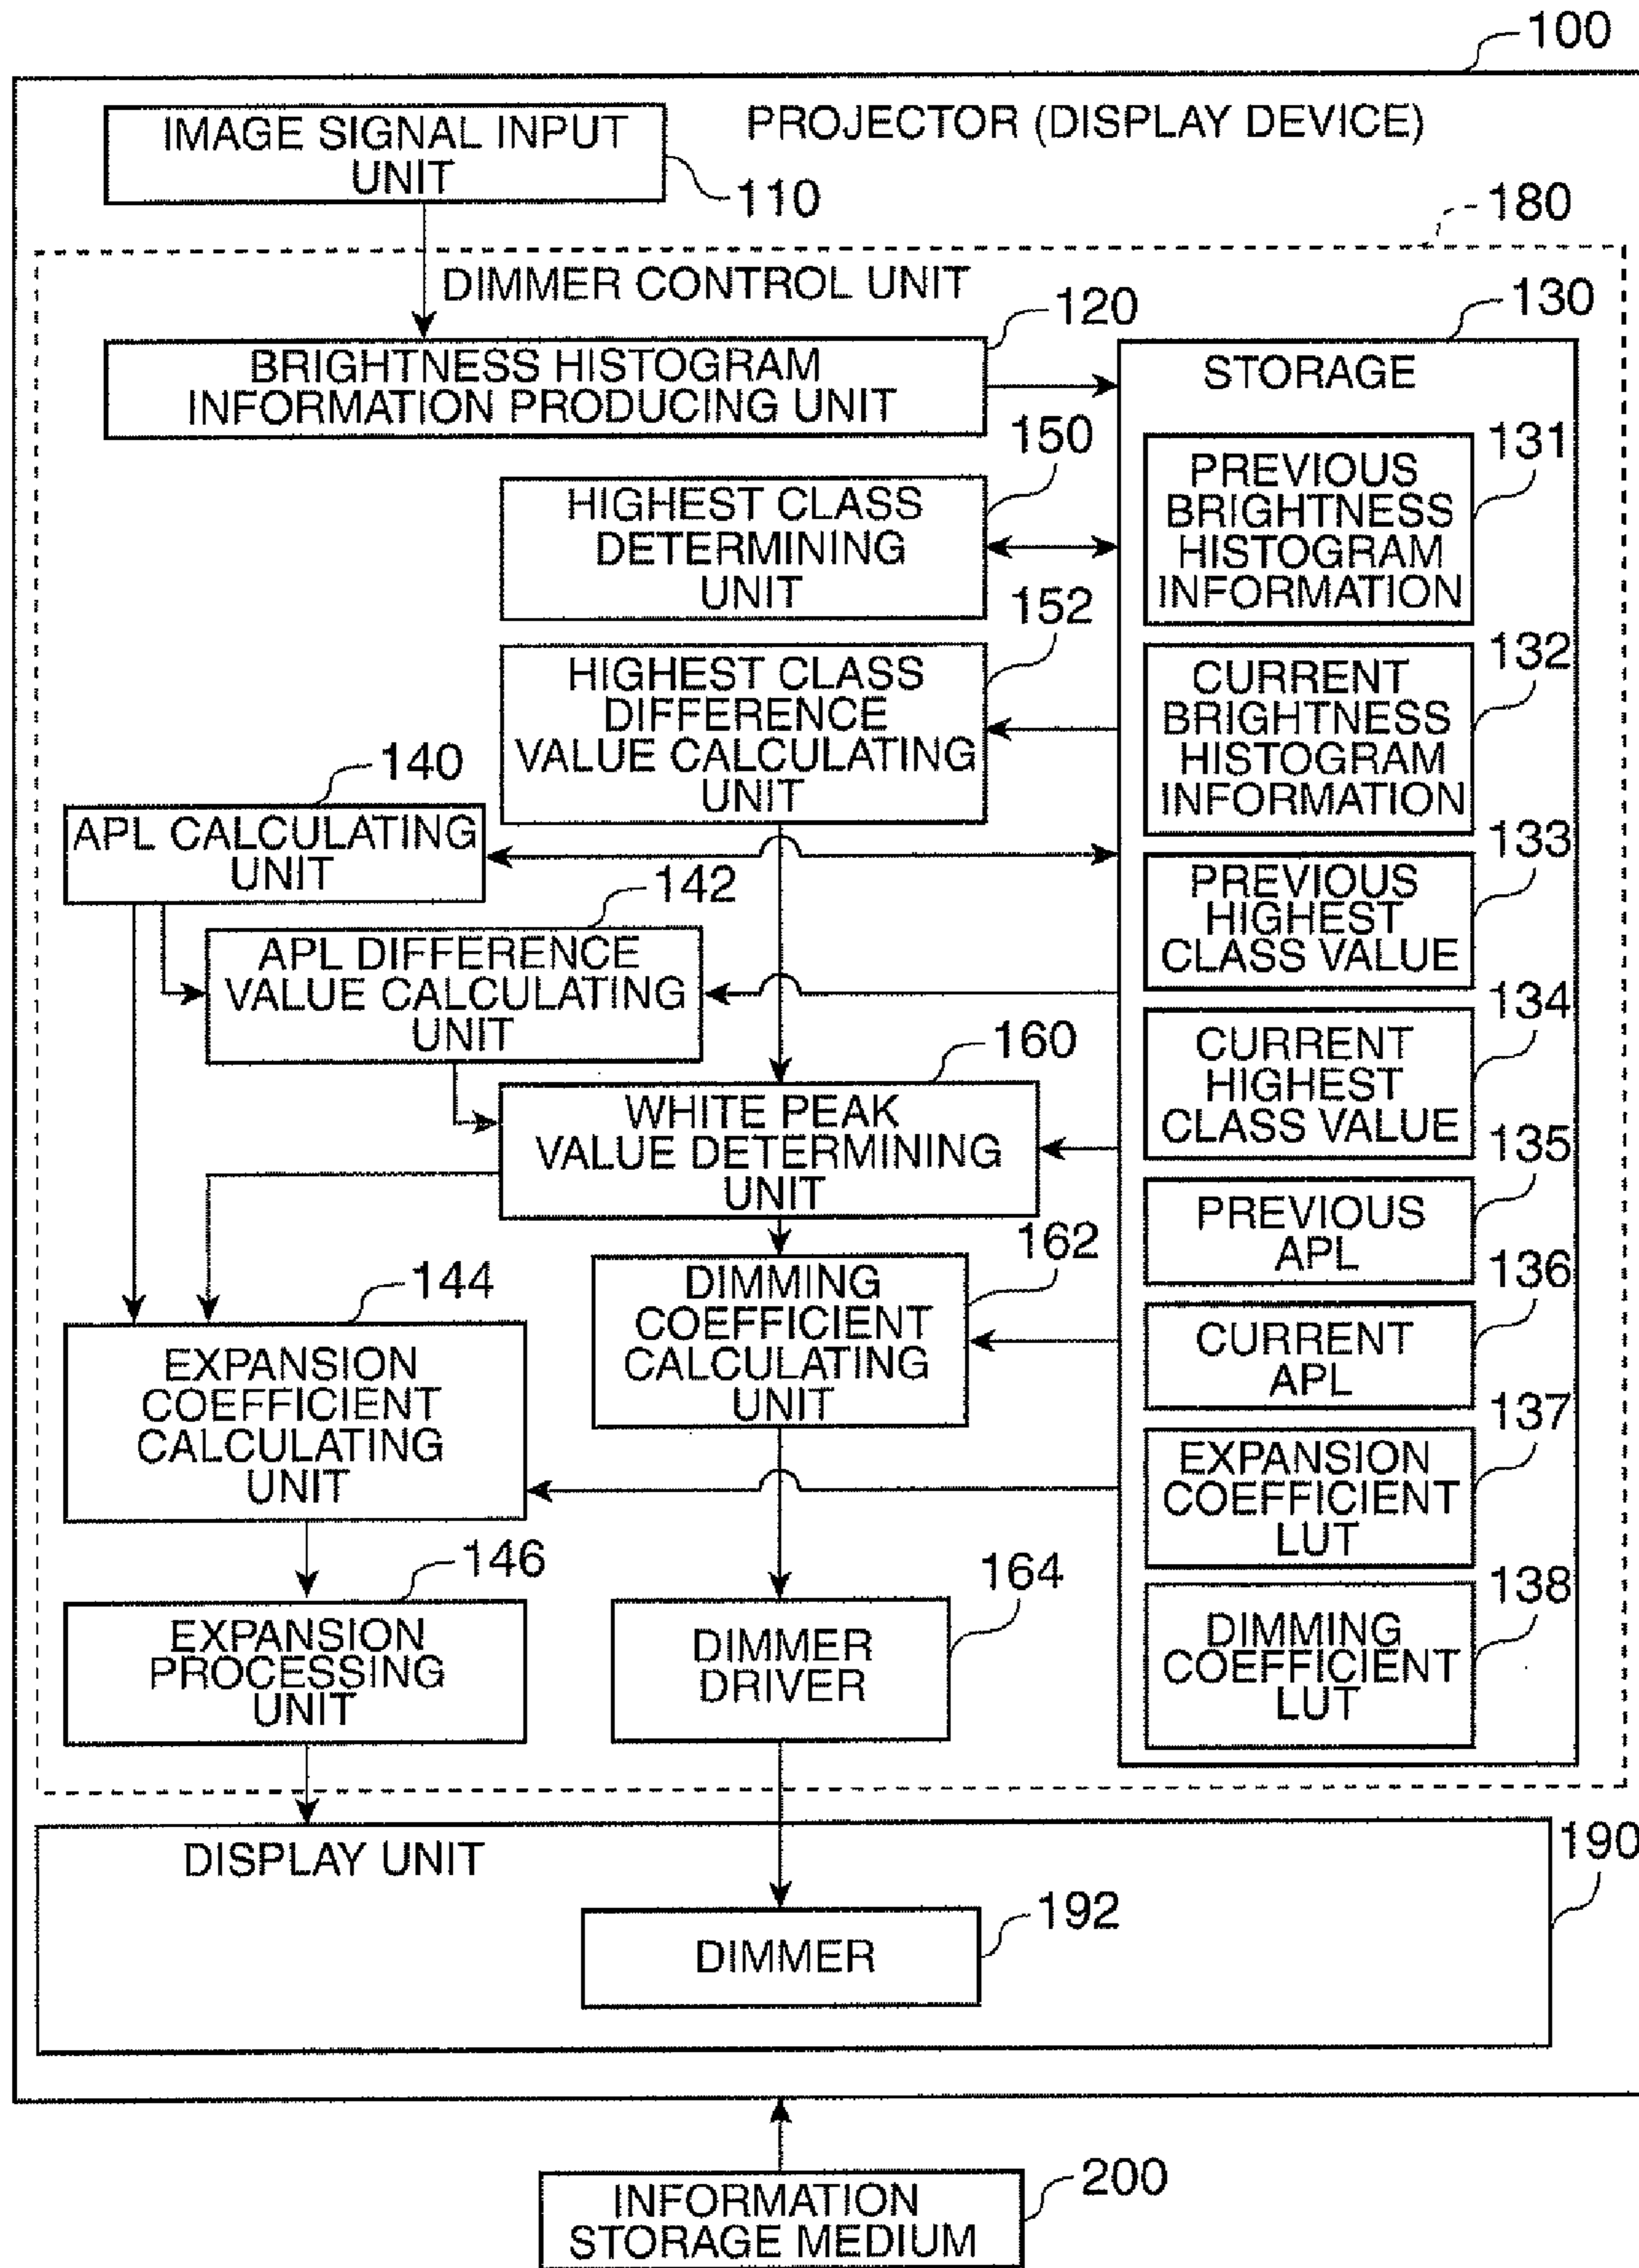 100
PROJECTOR (DISPLAY DEVICE)
IMAGE SIGNAL INPUT
UNIT
110
180
DIMMER CONTROL UNIT
120
BRIGHTNESS HISTOGRAM
INFORMATION PRODUCING UNIT
130
STORAGE
150
HIGHEST CLASS
DETERMINING
UNIT
131
PREVIOUS
BRIGHTNESS
HISTOGRAM
INFORMATION
152
HIGHEST CLASS
DIFFERENCE
VALUE CALCULATING
UNIT
132
CURRENT
BRIGHTNESS
HISTOGRAM
INFORMATION
140
APL CALCULATING
UNIT
133
PREVIOUS
HIGHEST
CLASS VALUE
142
APL DIFFERENCE
VALUE CALCULATING
UNIT
134
CURRENT
HIGHEST
CLASS VALUE
160
WHITE PEAK
VALUE DETERMINING
UNIT
135
PREVIOUS
APL
162
DIMMING
COEFFICIENT
CALCULATING
UNIT
136
CURRENT
APL
144
EXPANSION
COEFFICIENT
CALCULATING
UNIT
137
EXPANSION
COEFFICIENT
LUT
146
EXPANSION
PROCESSING
UNIT
164
DIMMER
DRIVER
138
DIMMING
COEFFICIENT
LUT
190
DISPLAY UNIT
192
DIMMER
200
INFORMATION
STORAGE MEDIUM